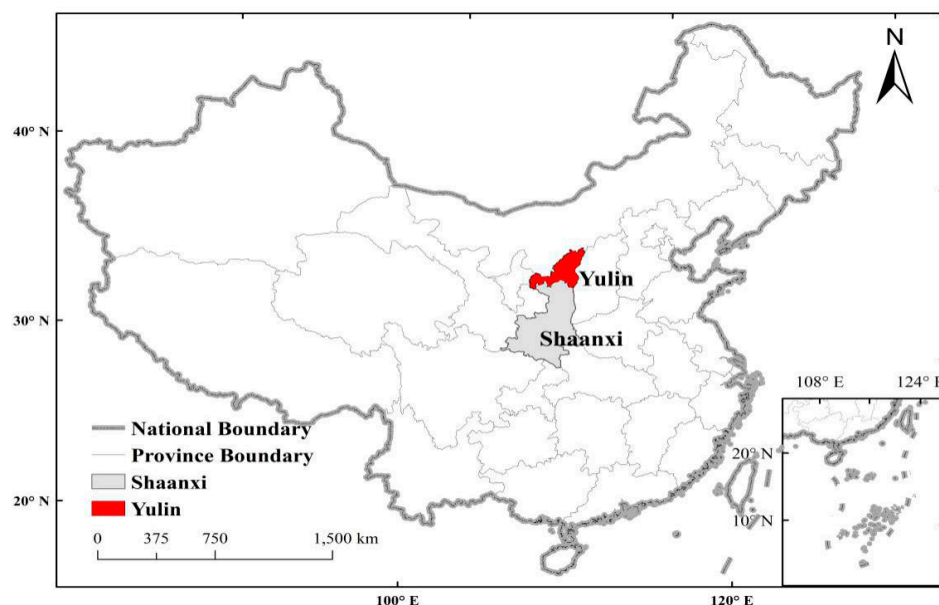 N
40° N
Yulin
30° N
Shaanxi
108° E
124° E
National Boundary
Province Boundary
20° N
Shaanxi
10° N
20° N
Yulin
0 375 750 1,500 km
100° E
120° E